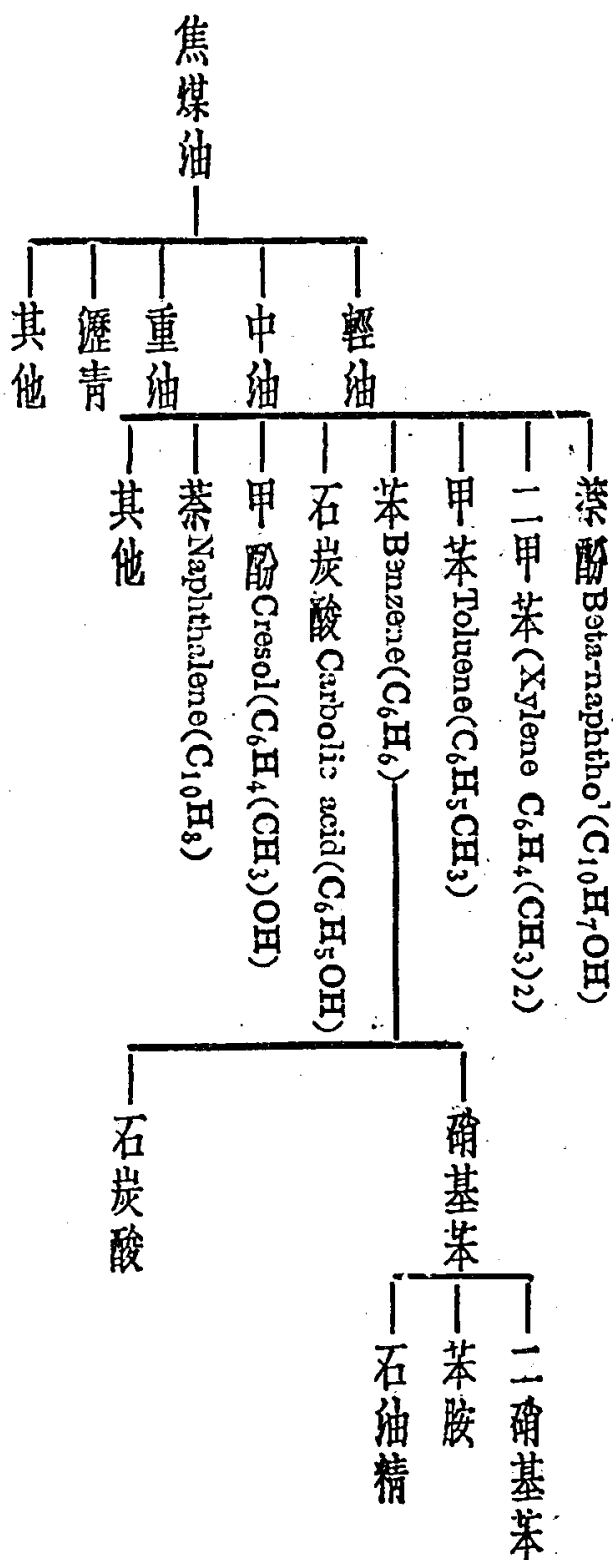 焦煤油
輕油
中油
重油
瀝青
其他
萘酚Beta-naphthol(C₁₀H₇OH)
二甲苯(Xylene C₆H₄(CH₃)2)
甲苯Toluene(C₆H₅CH₃)
苯Benzene(C₆H₆)
石炭酸Carbolic acid(C₆H₅OH)
甲酚Cresol(C₆H₄(CH₃)OH)
萘Naphthalene(C₁₀H₈)
其他
硝基苯
石炭酸
二硝基苯
苯胺
石油精